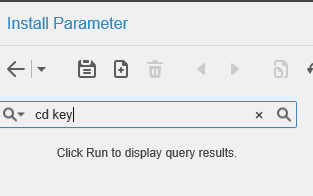 Install Parameter
cd key
Click Run to display query results.